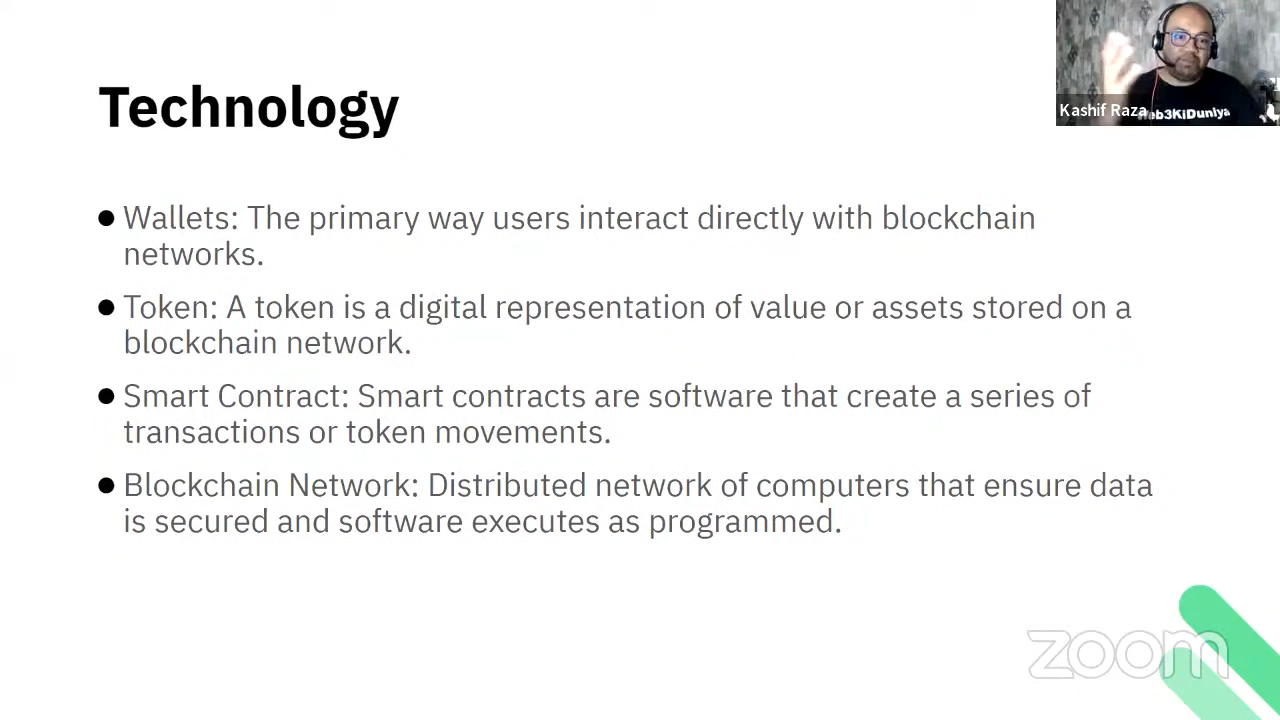 Technology
Wallets: The primary way users interact directly with blockchain
networks.
Token: A token is a digital representation of value or assets stored on a
blockchain network.
Smart Contract: Smart contracts are software that create a series of
transactions or token movements.
Blockchain Network: Distributed network of computers that ensure data
is secured and software executes as programmed.
Kashif Raza
eb3KiDuniya
zoom